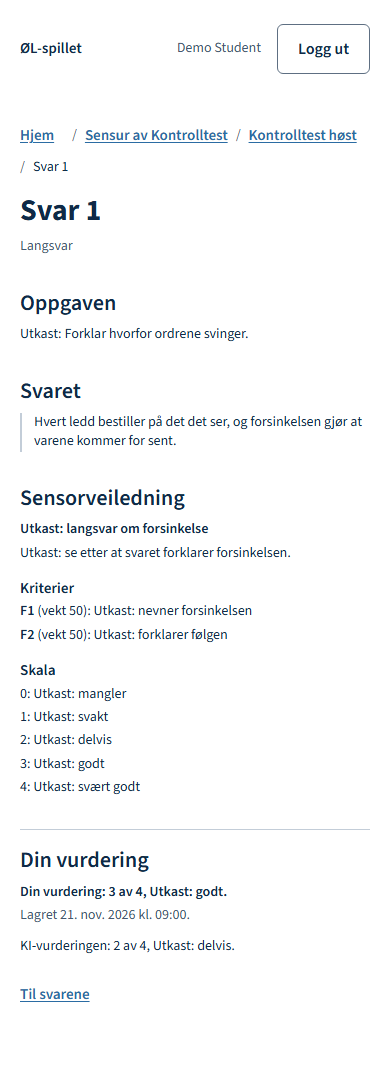 ØL-spillet
Demo Student
Logg ut
Hjem / Sensur av Kontrolltest / Kontrolltest høst
/ Svar 1
Svar 1
Langsvar
Oppgaven
Utkast: Forklar hvorfor ordrene svinger.
Svaret
Hvert ledd bestiller på det det ser, og forsinkelsen gjør at
varene kommer for sent.
Sensorveiledning
Utkast: langsvar om forsinkelse
Utkast: se etter at svaret forklarer forsinkelsen.
Kriterier
F1 (vekt 50): Utkast: nevner forsinkelsen
F2 (vekt 50): Utkast: forklarer følgen
Skala
0: Utkast: mangler
1: Utkast: svakt
2: Utkast: delvis
3: Utkast: godt
4: Utkast: svært godt
Din vurdering
Din vurdering: 3 av 4, Utkast: godt.
Lagret 21. nov. 2026 kl. 09:00.
KI-vurderingen: 2 av 4, Utkast: delvis.
Til svarene